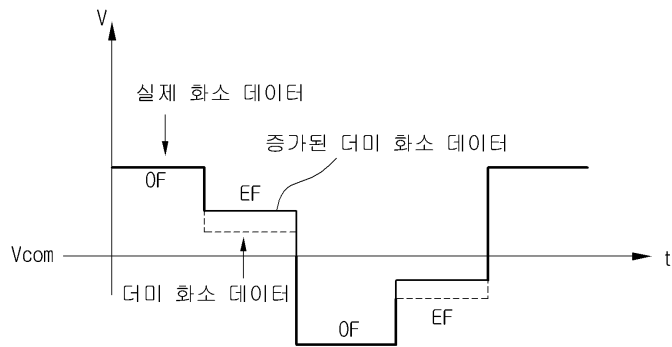 V
실제 화소 데이터
증가된 더미 화소 데이터
OF
EF
Vcom
t
더미 화소 데이터
OF
EF